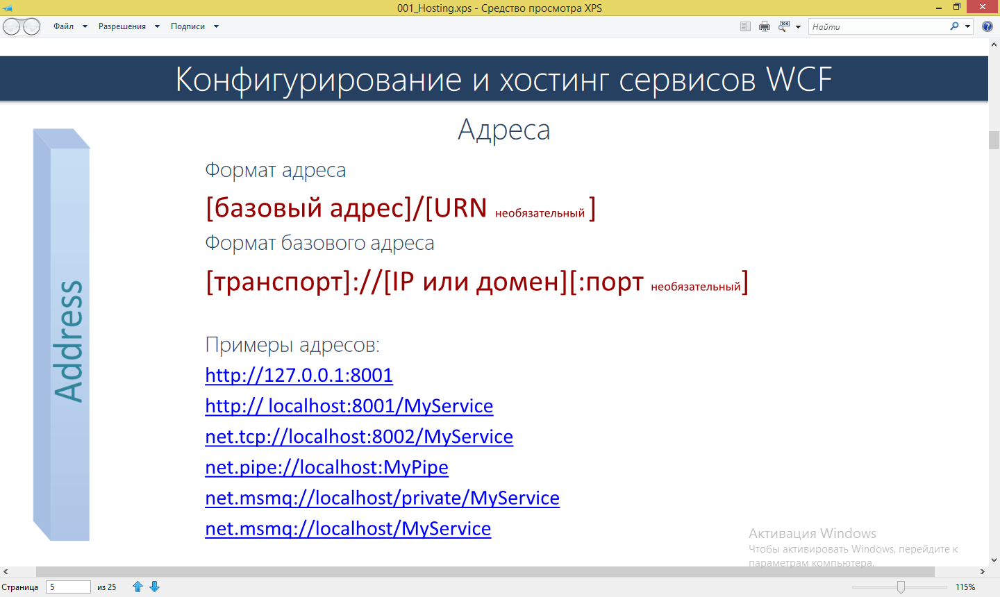 001_Hosting.xps - Средство просмотра XPS
Файл Разрешения Подписи
100
Найти
?
Конфигурирование и хостинг сервисов WCF
Адреса
Формат адреса
[базовый адрес]/[URN необязательный ]
Формат базового адреса
[транспорт]://[IP или домен][:порт необязательный]
Address
Примеры адресов:
http://127.0.0.1:8001
http:// localhost:8001/MyService
net.tcp://localhost:8002/MyService
net.pipe://localhost:MyPipe
net.msmq://localhost/private/MyService
net.msmq://localhost/MyService
Активация Windows
Чтобы активировать Windows, перейдите к
параметрам компьютера.
Страница 5 из 25
115%